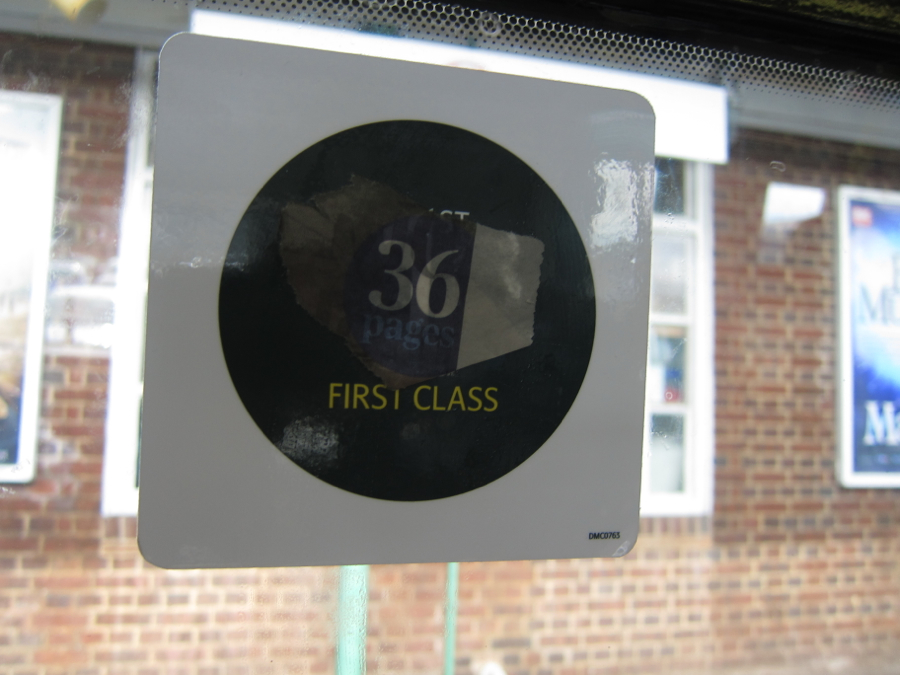 36
pages
FIRST CLASS
DMC0763